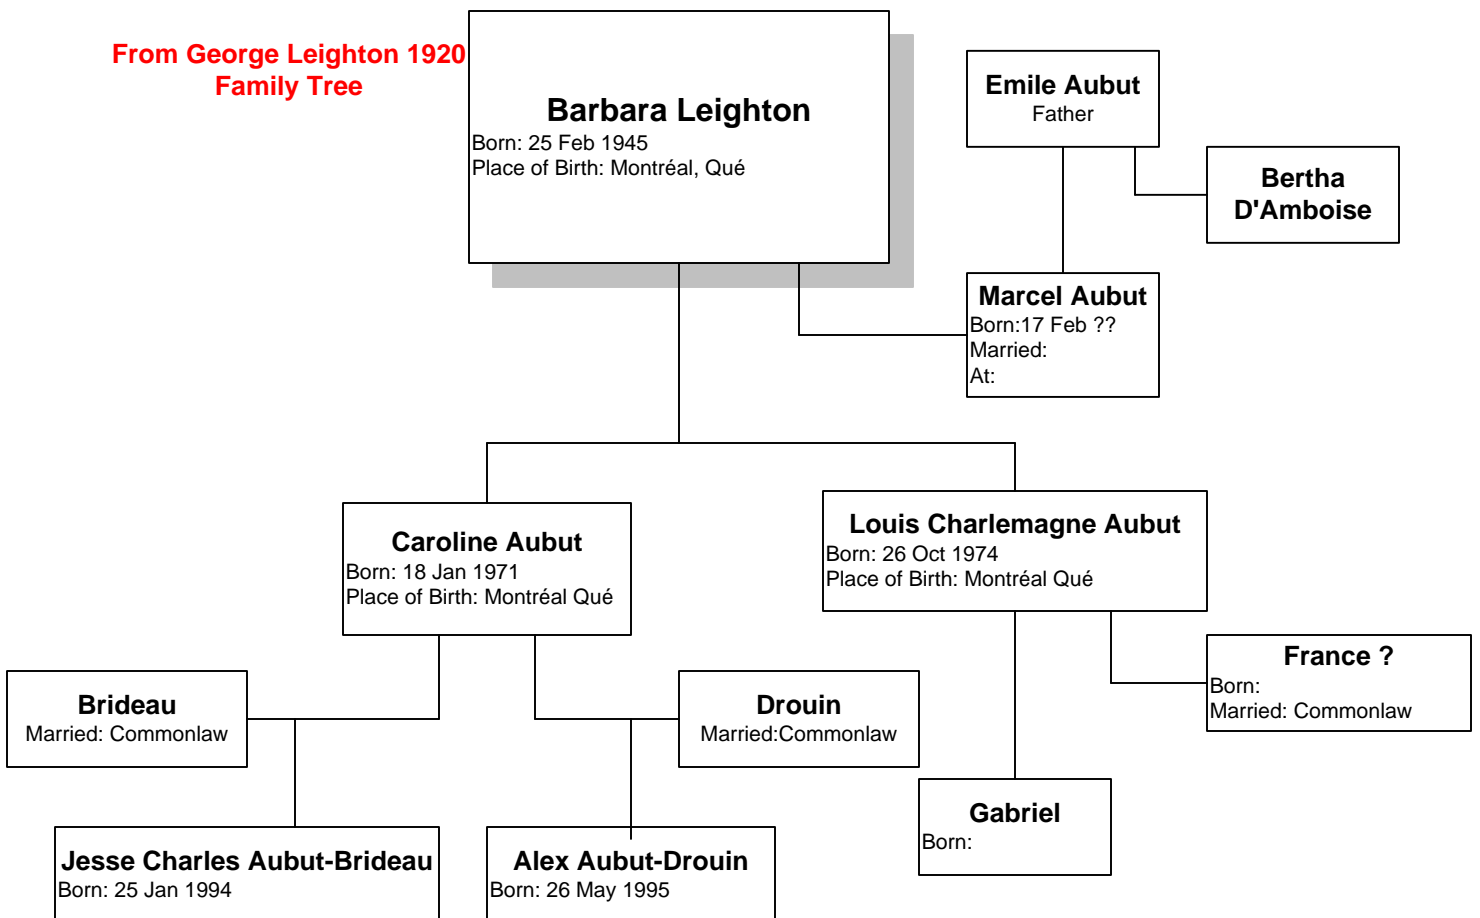 From George Leighton 1920
Family Tree
Barbara Leighton
Born: 25 Feb 1945
Place of Birth: Montréal, Qué
Emile Aubut
Father
Bertha
D'Amboise
Marcel Aubut
Born:17 Feb ??
Married:
At:
Caroline Aubut
Born: 18 Jan 1971
Place of Birth: Montréal Qué
Louis Charlemagne Aubut
Born: 26 Oct 1974
Place of Birth: Montréal Qué
Brideau
Married: Commonlaw
Drouin
Married:Commonlaw
France ?
Born:
Married: Commonlaw
Jesse Charles Aubut-Brideau
Born: 25 Jan 1994
Alex Aubut-Drouin
Born: 26 May 1995
Gabriel
Born: